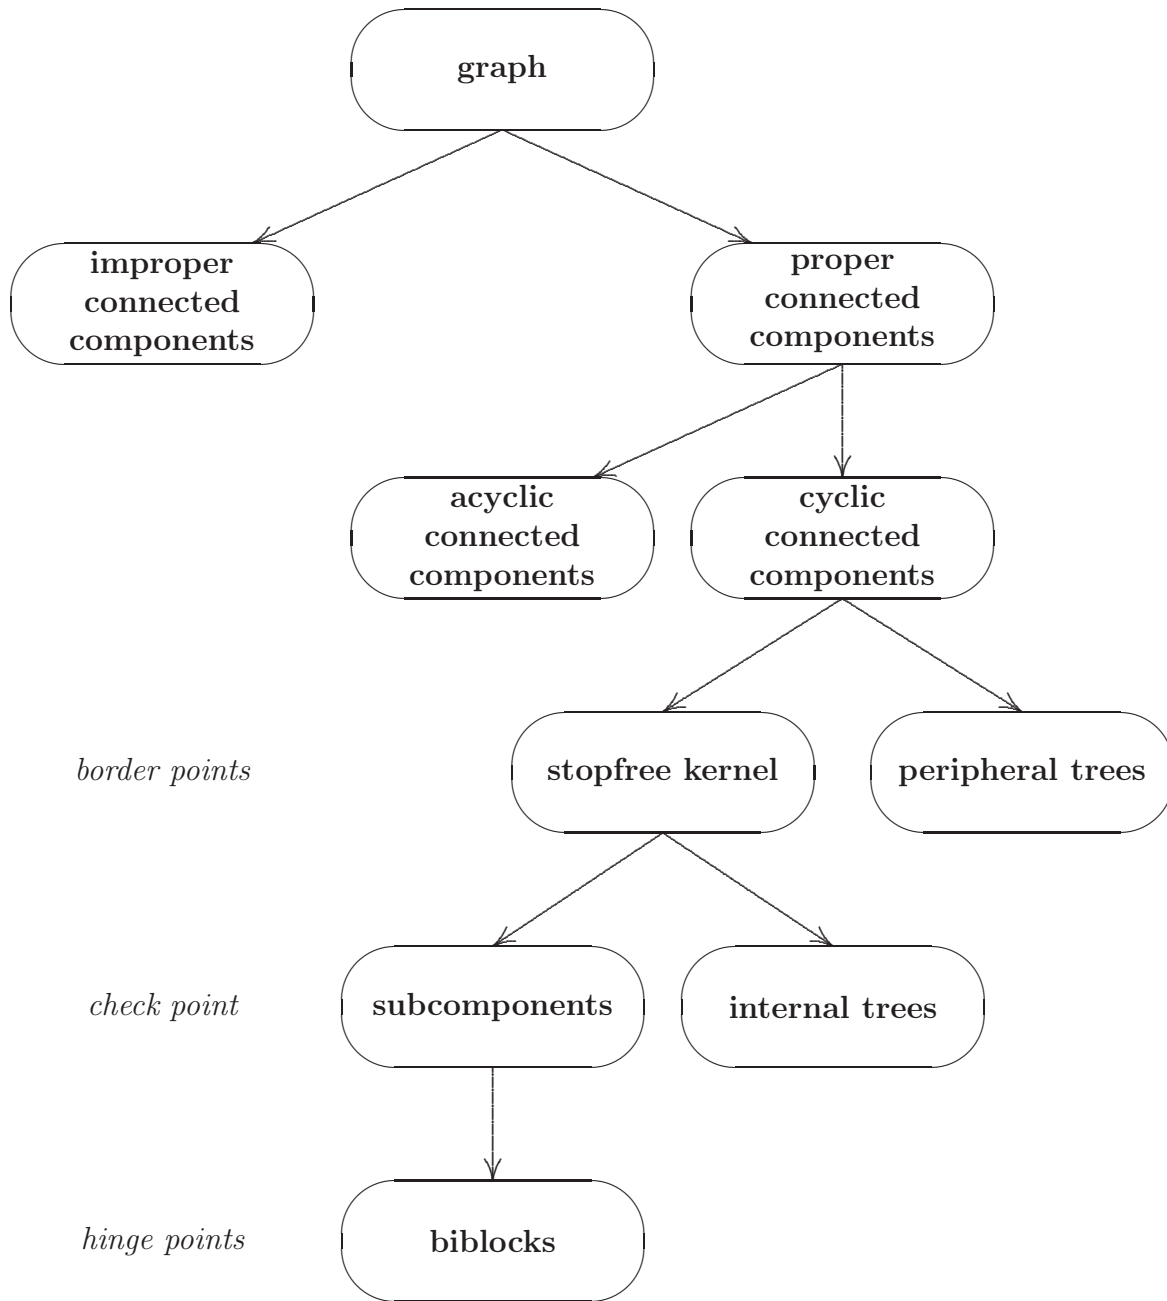 graph
improper
connected
components
proper
connected
components
acyclic
connected
components
cyclic
connected
components
border points
stopfree kernel
peripheral trees
check point
subcomponents
internal trees
hinge points
biblocks